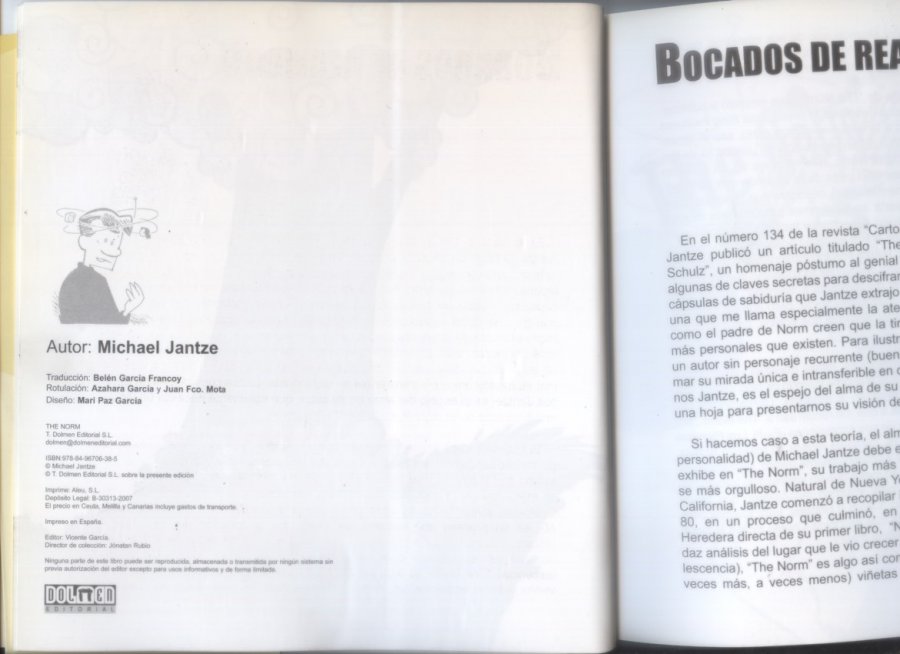 Autor: Michael Jantze
Traducción: Belén García Francoy
Rotulación: Azahara García y Juan Fco. Mota
Diseño: Mari Paz García
THE NORM
T. Dolmen Editorial S.L.
dolmen@dolmeneditorial.com
ISBN:978-84-96706-38-5
© Michael Jantze
© T. Dolmen Editorial S.L. sobre la presente edición
Imprime: Aleu, S.L.
Depósito Legal: B-30313-2007
El precio en Ceuta, Melilla y Canarias incluye gastos de transporte.
Impreso en España.
Editor: Vicente García.
Director de colección: Jónatan Rubio
Ninguna parte de este libro puede ser reproducida, almacenada o transmitida por ningún sistema sin
previa autorización del editor excepto para usos informativos y de forma limitada.
DOLMEN
EDITORIAL
BOCADOS DE REA
En el número 134 de la revista "Carto
Jantze publicó un artículo titulado "The
Schulz", un homenaje póstumo al genial
algunas de claves secretas para descifrar
cápsulas de sabiduría que Jantze extrajo
una que me llama especialmente la ate
como el padre de Norm creen que la tir
más personales que existen. Para ilustr
un autor sin personaje recurrente (buen
mar su mirada única e intransferible en
nos Jantze, es el espejo del alma de su
una hoja para presentarnos su visión de
Si hacemos caso a esta teoría, el alm
personalidad) de Michael Jantze debe e
exhibe en "The Norm", su trabajo más
se más orgulloso. Natural de Nueva Yo
California, Jantze comenzó a recopilar
80, en un proceso que culminó, en
Heredera directa de su primer libro, "N
daz análisis del lugar que le vio crecer
lescencia), "The Norm" es algo así con
veces más, a veces menos) viñetas